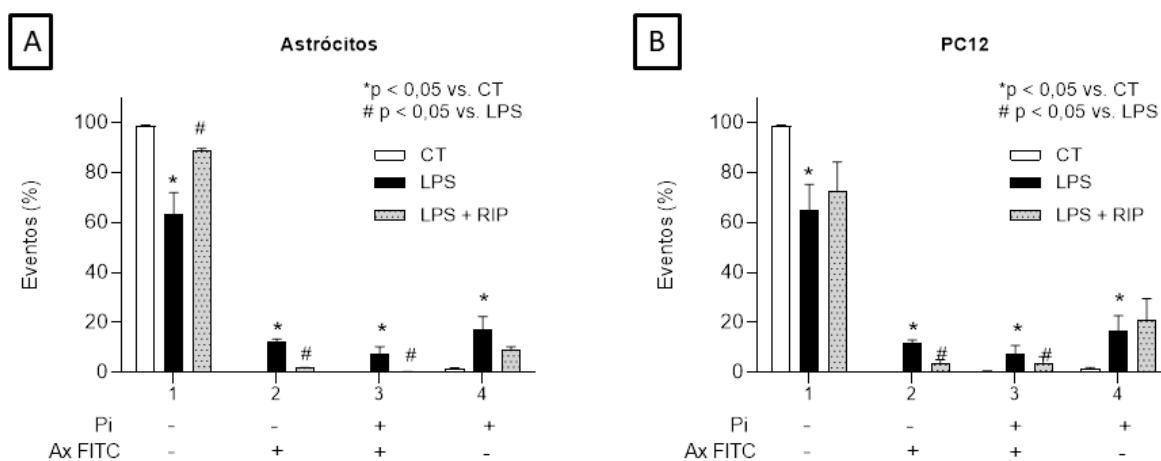 A
Astrócitos
*p < 0,05 vs. CT
# p < 0,05 vs. LPS
CT
LPS
LPS + RIP
Eventos (%)
100
80
60
40
20
0
#
*
*
#
*
#
*
1 2 3 4
Pi - - + +
Ax FITC - + + -
B
PC12
*p < 0,05 vs. CT
# p < 0,05 vs. LPS
CT
LPS
LPS + RIP
Eventos (%)
100
80
60
40
20
0
*
*
#
*
#
*
1 2 3 4
Pi - - + +
Ax FITC - + + -